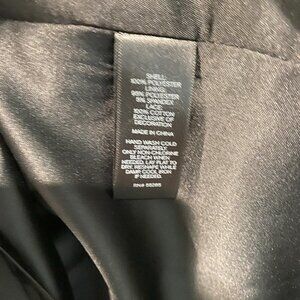 SHELL:
100% POLYESTER
LINING:
95% POLYESTER
5% SPANDEX
LACE:
100% COTTON
EXCLUSIVE OF
DECORATION
MADE IN CHINA
HAND WASH COLD
SEPARATELY
ONLY NON-CHLORINE
BLEACH WHEN
NEEDED, LAY FLAT TO
DRY, RESHAPE WHILE
DAMP, COOL IRON
IF NEEDED.
RN# 55285